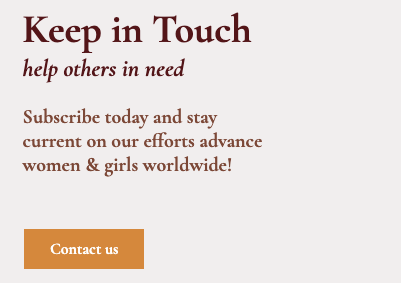 Keep in Touch
help others in need
Subscribe today and stay
current on our efforts advance
women & girls worldwide!
Contact us